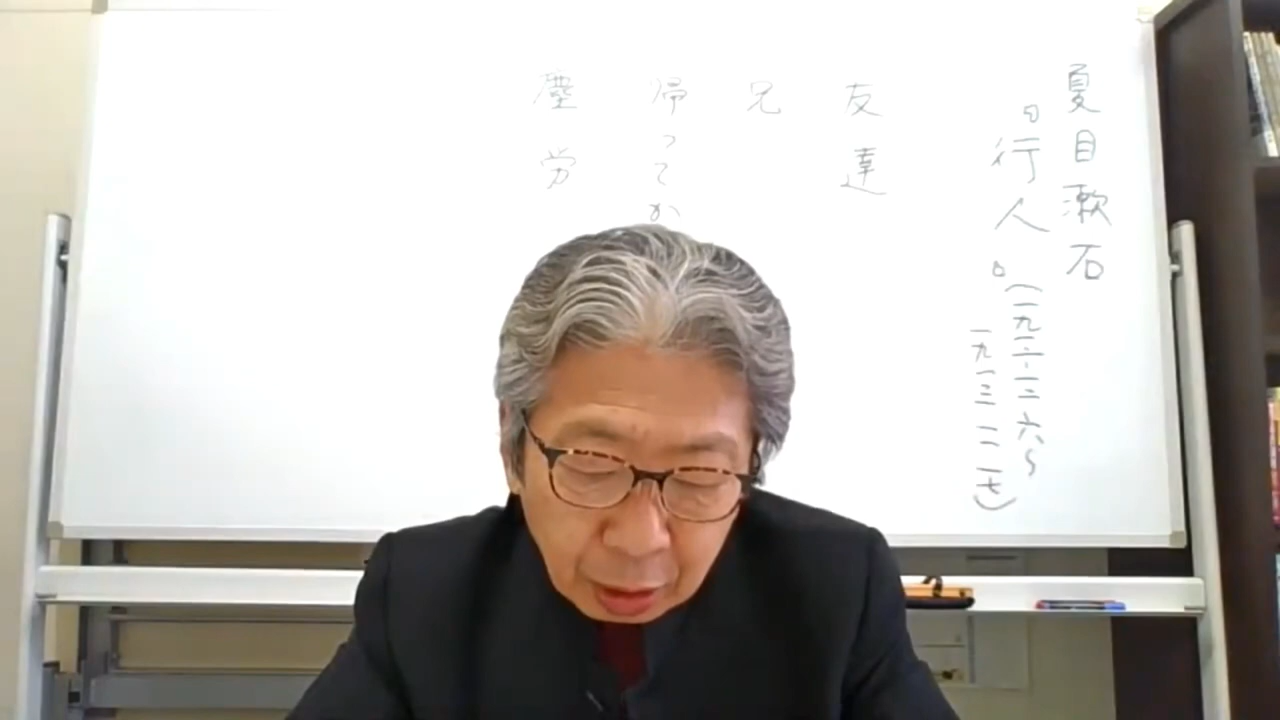 夏目漱石
『行人』(一九一二 一二 六〜
一九一三 一一 一七)
友達
兄
帰ってか
塵労